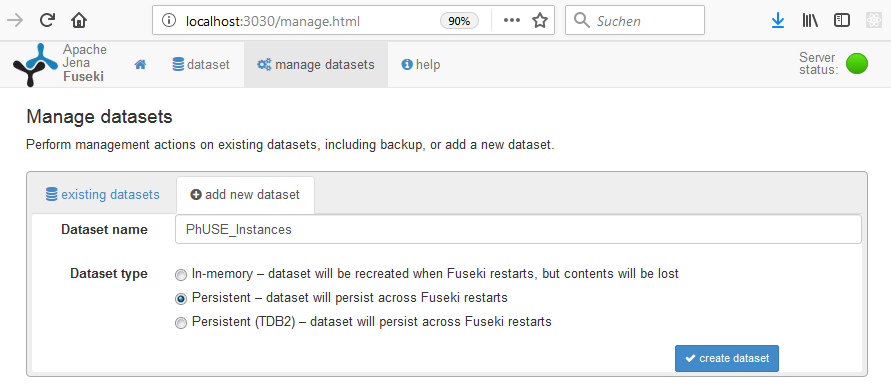 localhost:3030/manage.html 90% Suchen
Apache
Jena
Fuseki
dataset manage datasets help
Server
status:
Manage datasets
Perform management actions on existing datasets, including backup, or add a new dataset.
existing datasets add new dataset
Dataset name PhUSE_Instances
Dataset type In-memory – dataset will be recreated when Fuseki restarts, but contents will be lost
Persistent – dataset will persist across Fuseki restarts
Persistent (TDB2) – dataset will persist across Fuseki restarts
create dataset